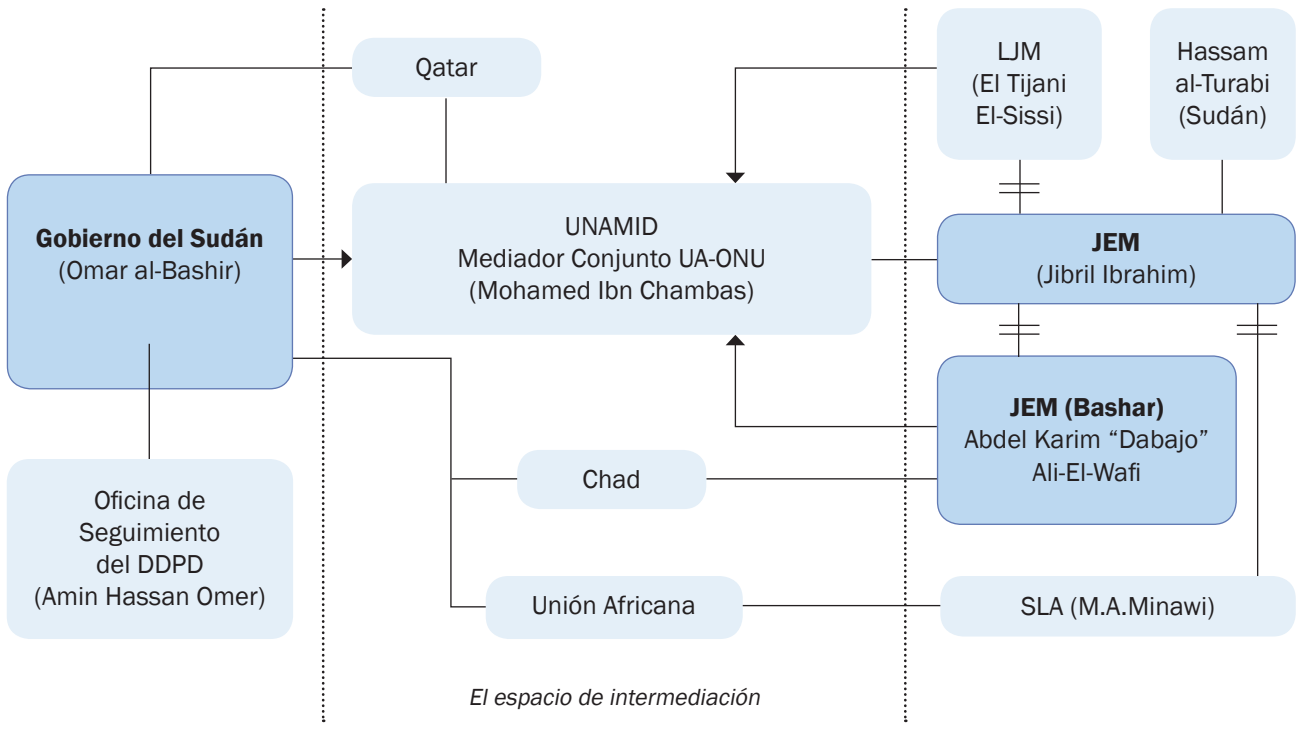 Qatar
LJM
(El Tijani
El-Sissi)
Hassam
al-Turabi
(Sudán)
Gobierno del Sudán
(Omar al-Bashir)
UNAMID
Mediador Conjunto UA-ONU
(Mohamed Ibn Chambas)
JEM
(Jibril Ibrahim)
JEM (Bashar)
Abdel Karim “Dabajo”
Ali-El-Wafi
Chad
Oficina de
Seguimiento
del DDPD
(Amin Hassan Omer)
Unión Africana
SLA (M.A.Minawi)
El espacio de intermediación